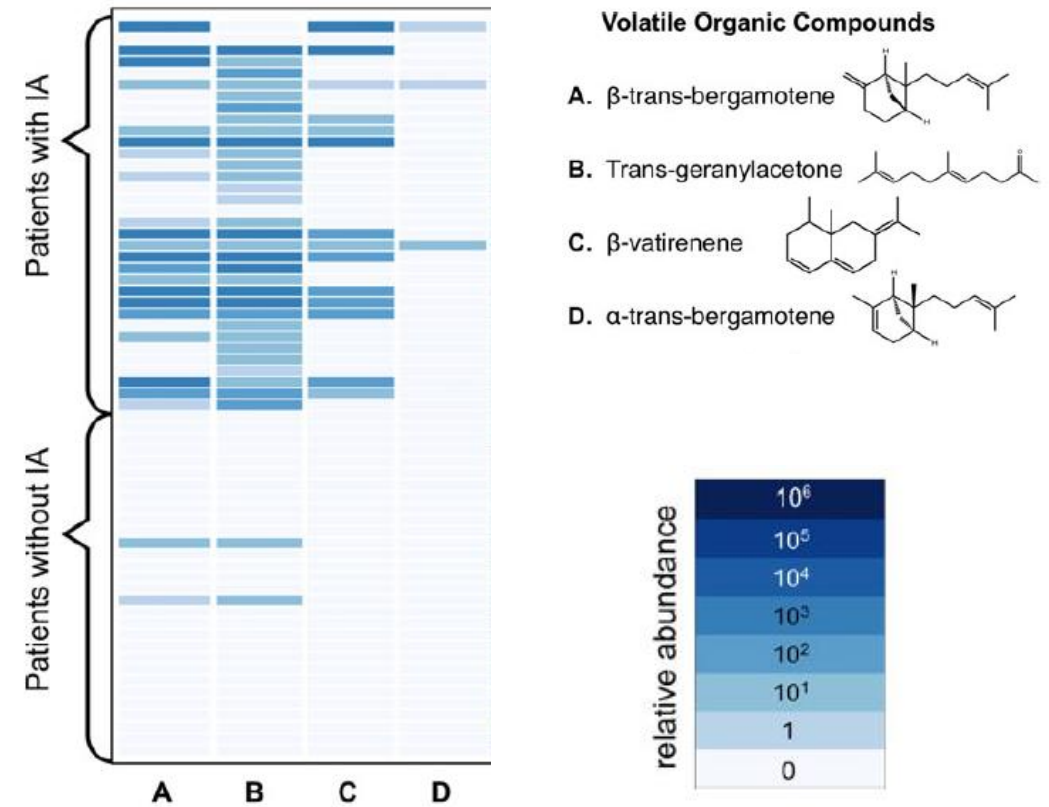 Patients with IA
Patients without IA
A B C D
Volatile Organic Compounds
A. β-trans-bergamotene
H
H
B. Trans-geranylacetone
O
C. β-vatirenene
D. α-trans-bergamotene
H
H
relative abundance
10⁶
10⁵
10⁴
10³
10²
10¹
1
0